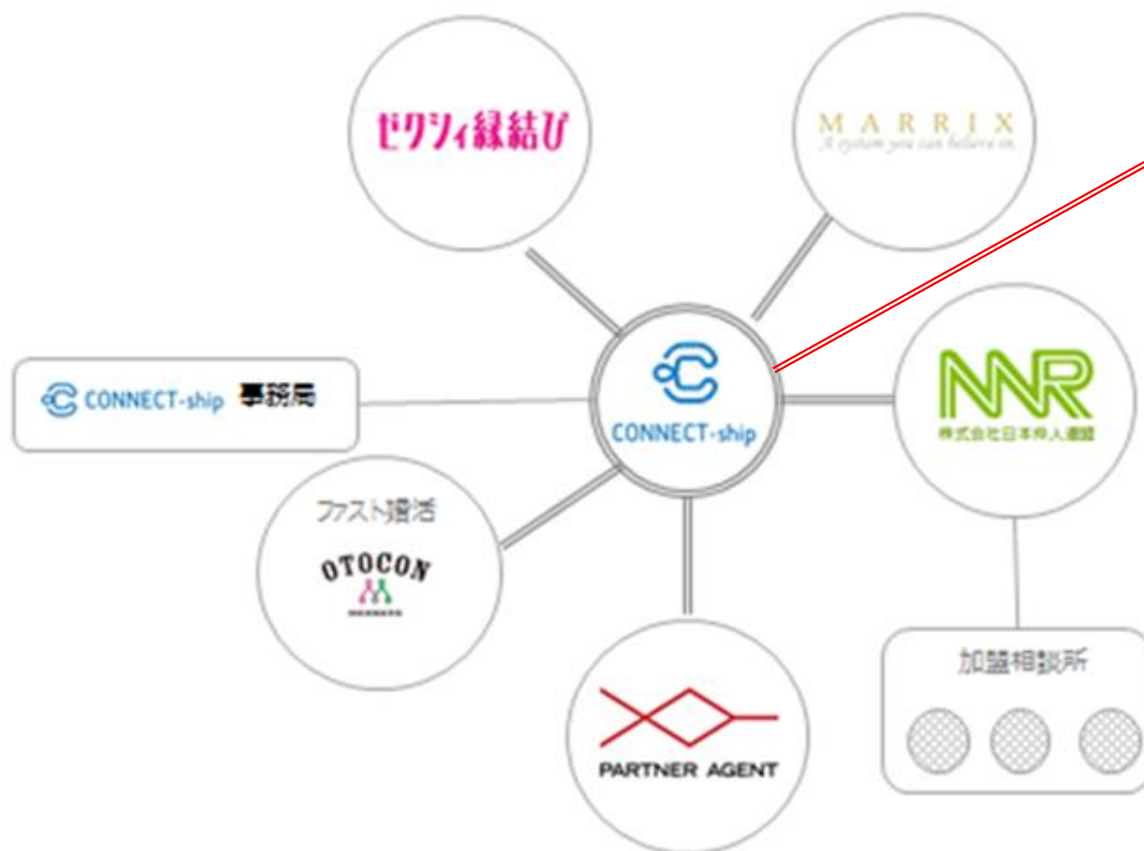 ゼクシィ縁結び
MARRIX
A system you can believe in.
CONNECT-ship
NNR
株式会社日本仲人連盟
CONNECT-ship 事務局
ファスト婚活
OTOCON
MEMBERS
加盟相談所
PARTNER AGENT